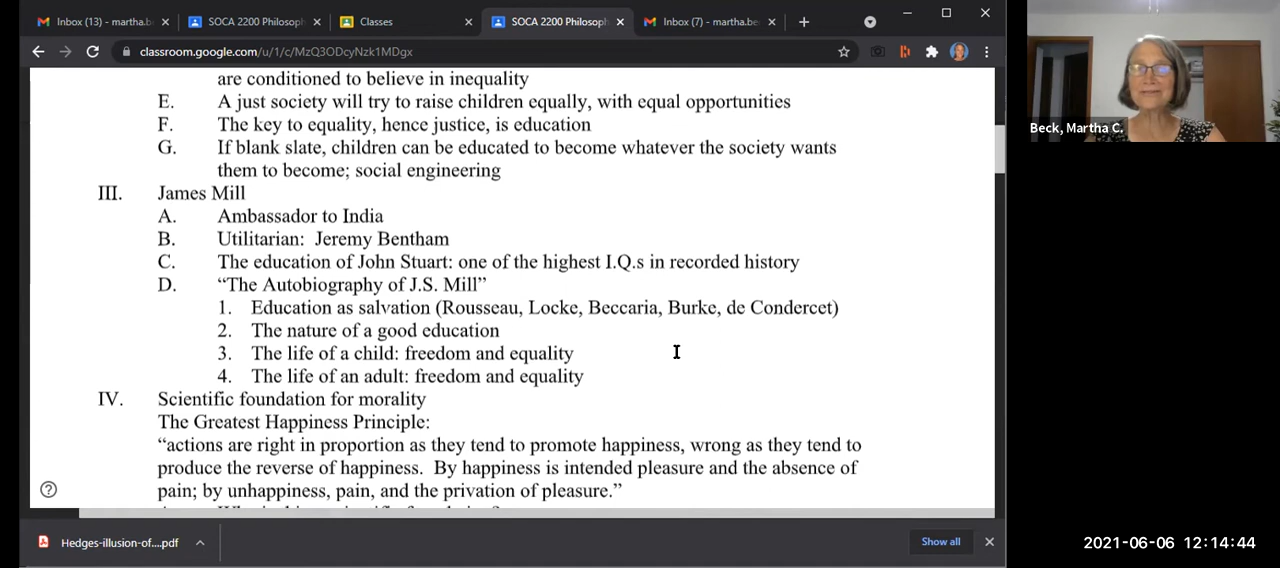 Inbox (13) - martha.b
SOCA 2200 Philosoph
Classes
SOCA 2200 Philosoph
Inbox (7) - martha.be
classroom.google.com/u/1/c/MzQ3ODcyNzk1MDgx
are conditioned to believe in inequality
E. A just society will try to raise children equally, with equal opportunities
F. The key to equality, hence justice, is education
G. If blank slate, children can be educated to become whatever the society wants
them to become; social engineering
III. James Mill
A. Ambassador to India
B. Utilitarian: Jeremy Bentham
C. The education of John Stuart: one of the highest I.Q.s in recorded history
D. “The Autobiography of J.S. Mill”
1. Education as salvation (Rousseau, Locke, Beccaria, Burke, de Condercet)
2. The nature of a good education
3. The life of a child: freedom and equality
4. The life of an adult: freedom and equality
IV. Scientific foundation for morality
The Greatest Happiness Principle:
“actions are right in proportion as they tend to promote happiness, wrong as they tend to
produce the reverse of happiness. By happiness is intended pleasure and the absence of
pain; by unhappiness, pain, and the privation of pleasure.”
Hedges-illusion-of....pdf
Show all
Beck, Martha C.
2021-06-06 12:14:44